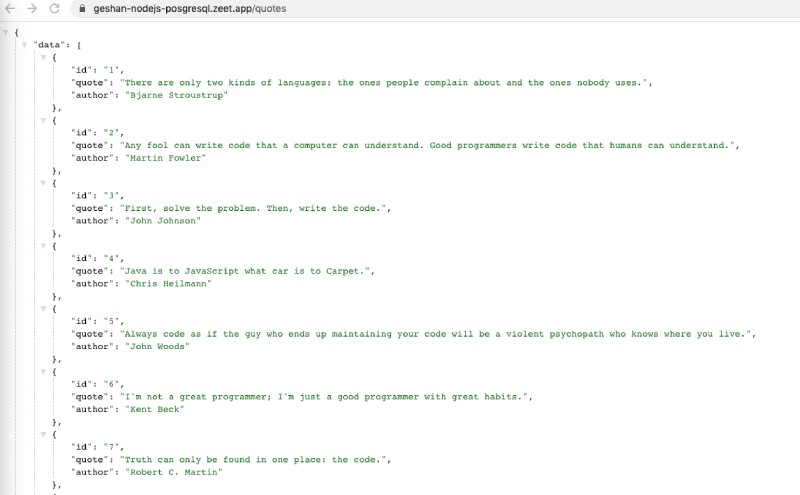 geshan-nodejs-posgresql.zeet.app/quotes
{
"data": [
{
"id": "1",
"quote": "There are only two kinds of languages: the ones people complain about and the ones nobody uses.",
"author": "Bjarne Stroustrup"
},
{
"id": "2",
"quote": "Any fool can write code that a computer can understand. Good programmers write code that humans can understand.",
"author": "Martin Fowler"
},
{
"id": "3",
"quote": "First, solve the problem. Then, write the code.",
"author": "John Johnson"
},
{
"id": "4",
"quote": "Java is to JavaScript what car is to Carpet.",
"author": "Chris Heilmann"
},
{
"id": "5",
"quote": "Always code as if the guy who ends up maintaining your code will be a violent psychopath who knows where you live.",
"author": "John Woods"
},
{
"id": "6",
"quote": "I'm not a great programmer; I'm just a good programmer with great habits.",
"author": "Kent Beck"
},
{
"id": "7",
"quote": "Truth can only be found in one place: the code.",
"author": "Robert C. Martin"
},